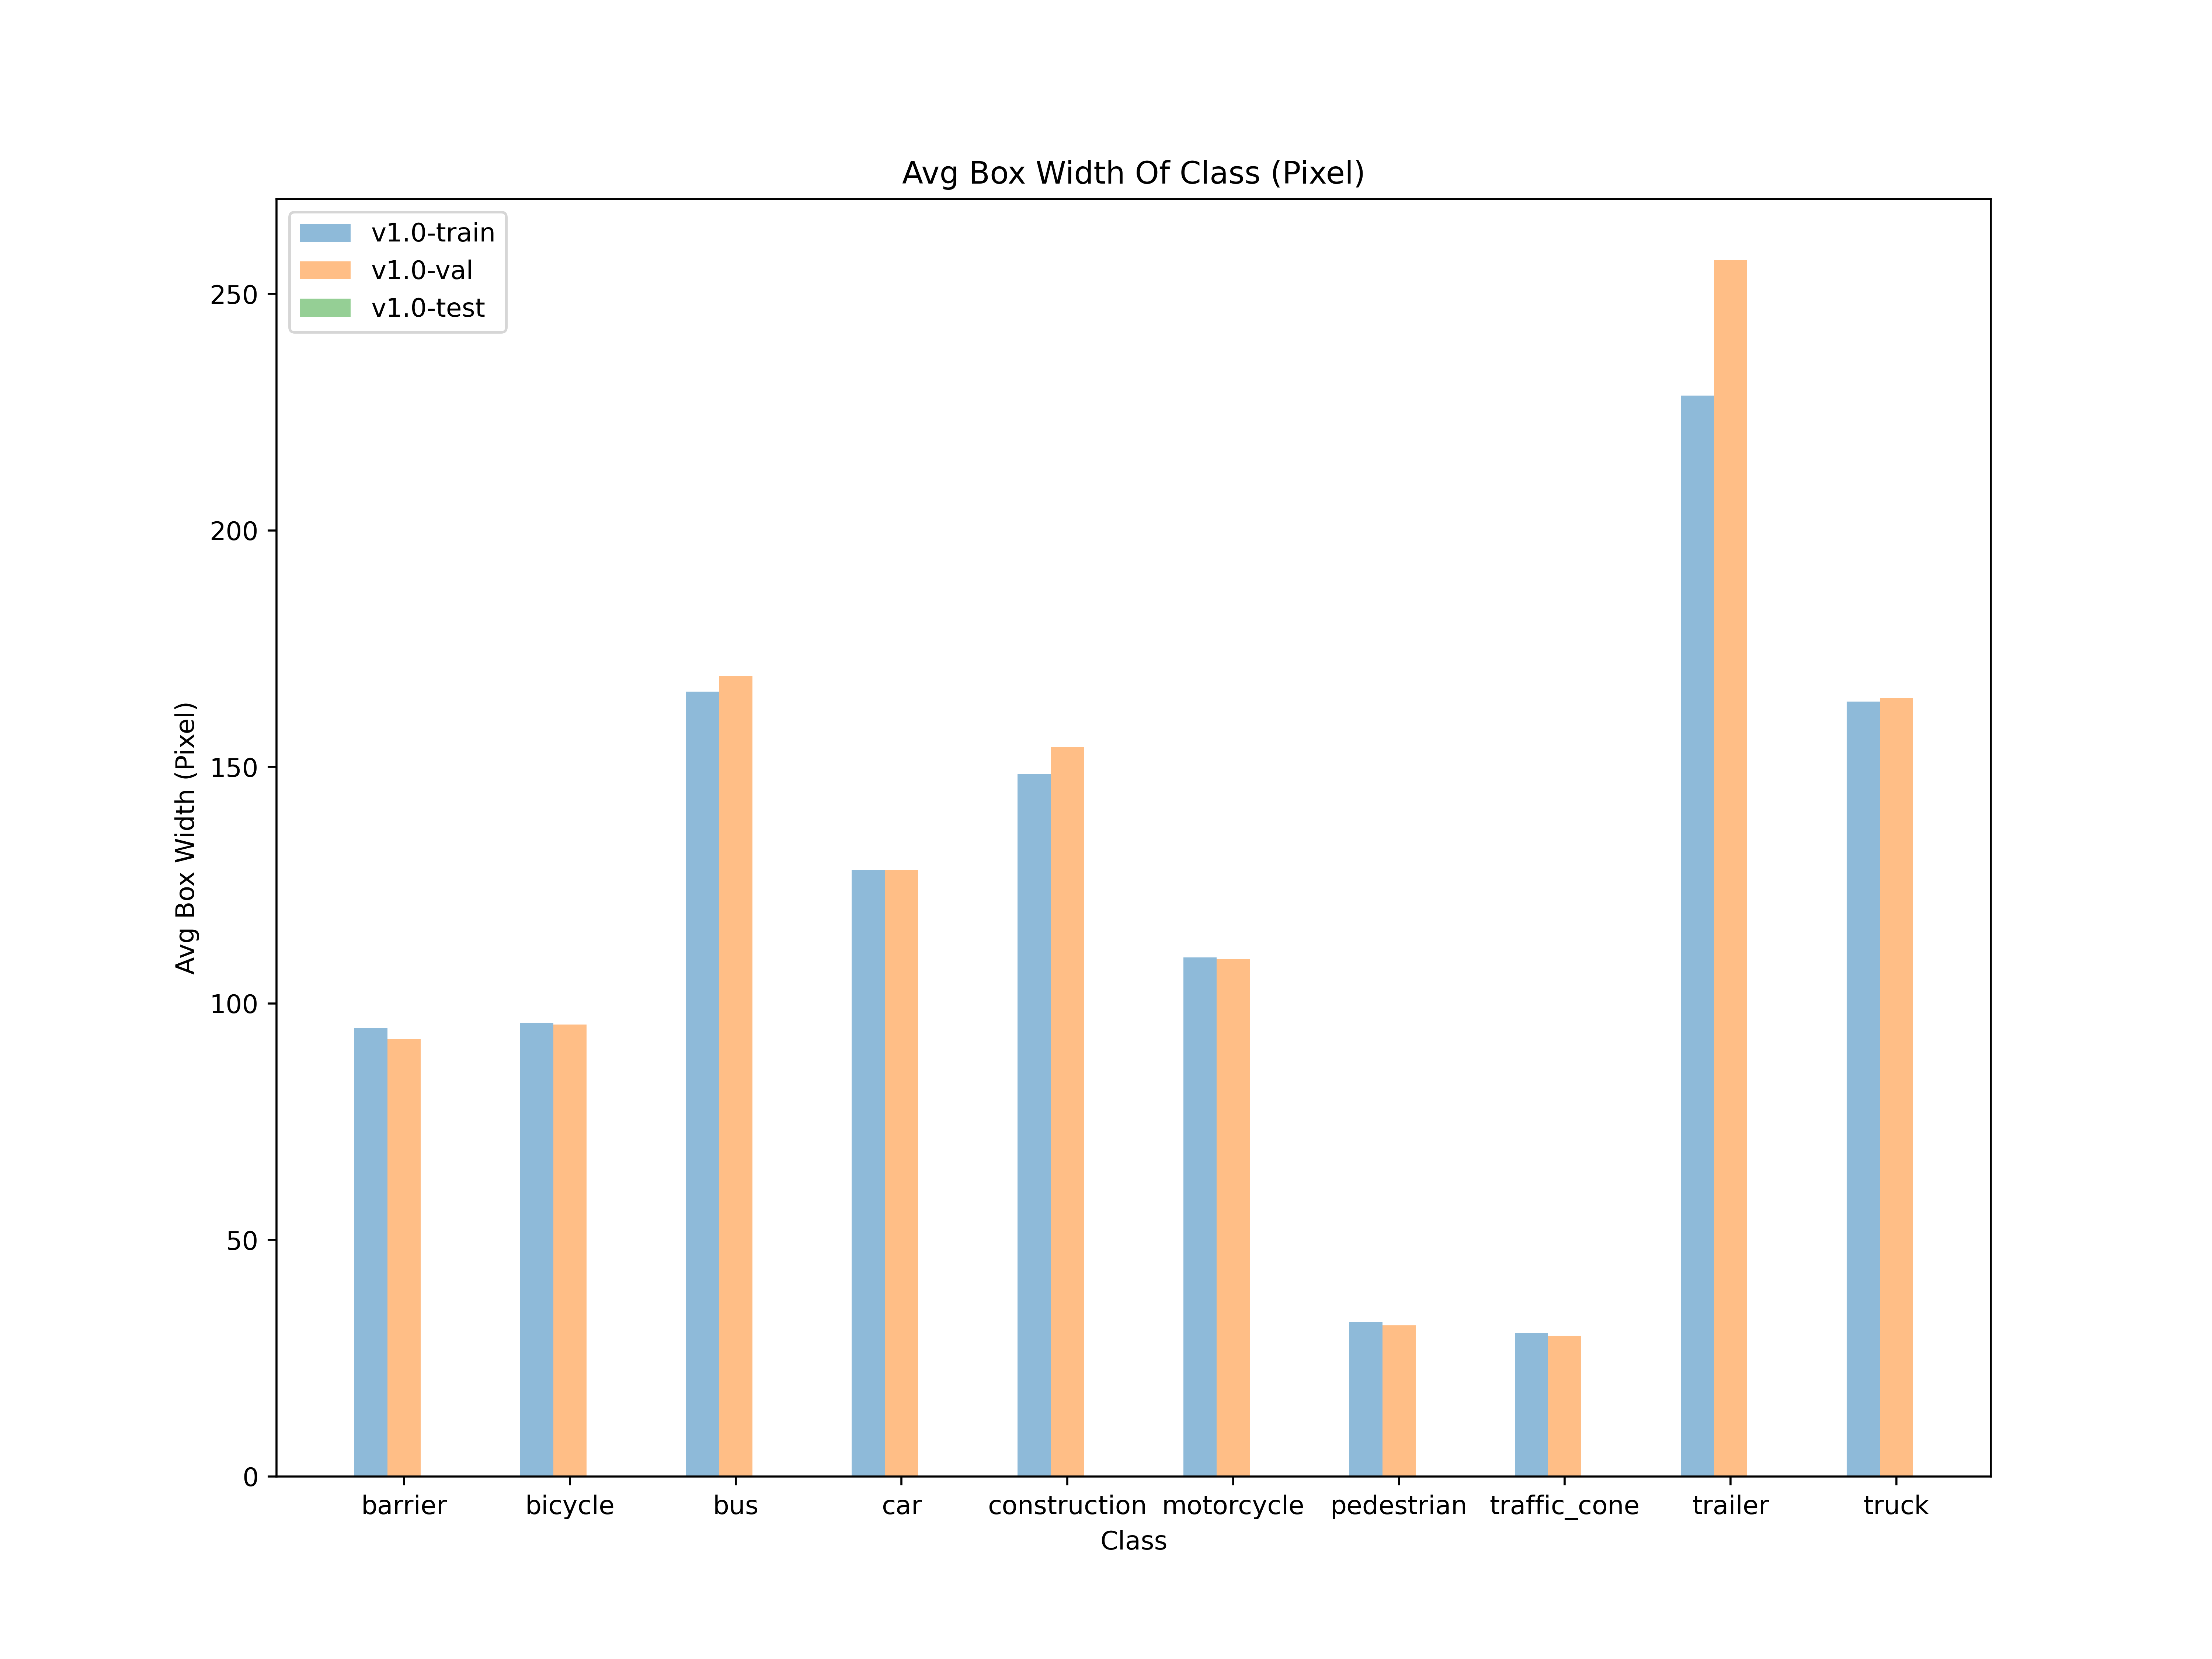 Avg Box Width Of Class (Pixel)
v1.0-train
v1.0-val
v1.0-test
Avg Box Width (Pixel)
250
200
150
100
50
0
barrier bicycle bus car construction motorcycle pedestrian traffic_cone trailer truck
Class